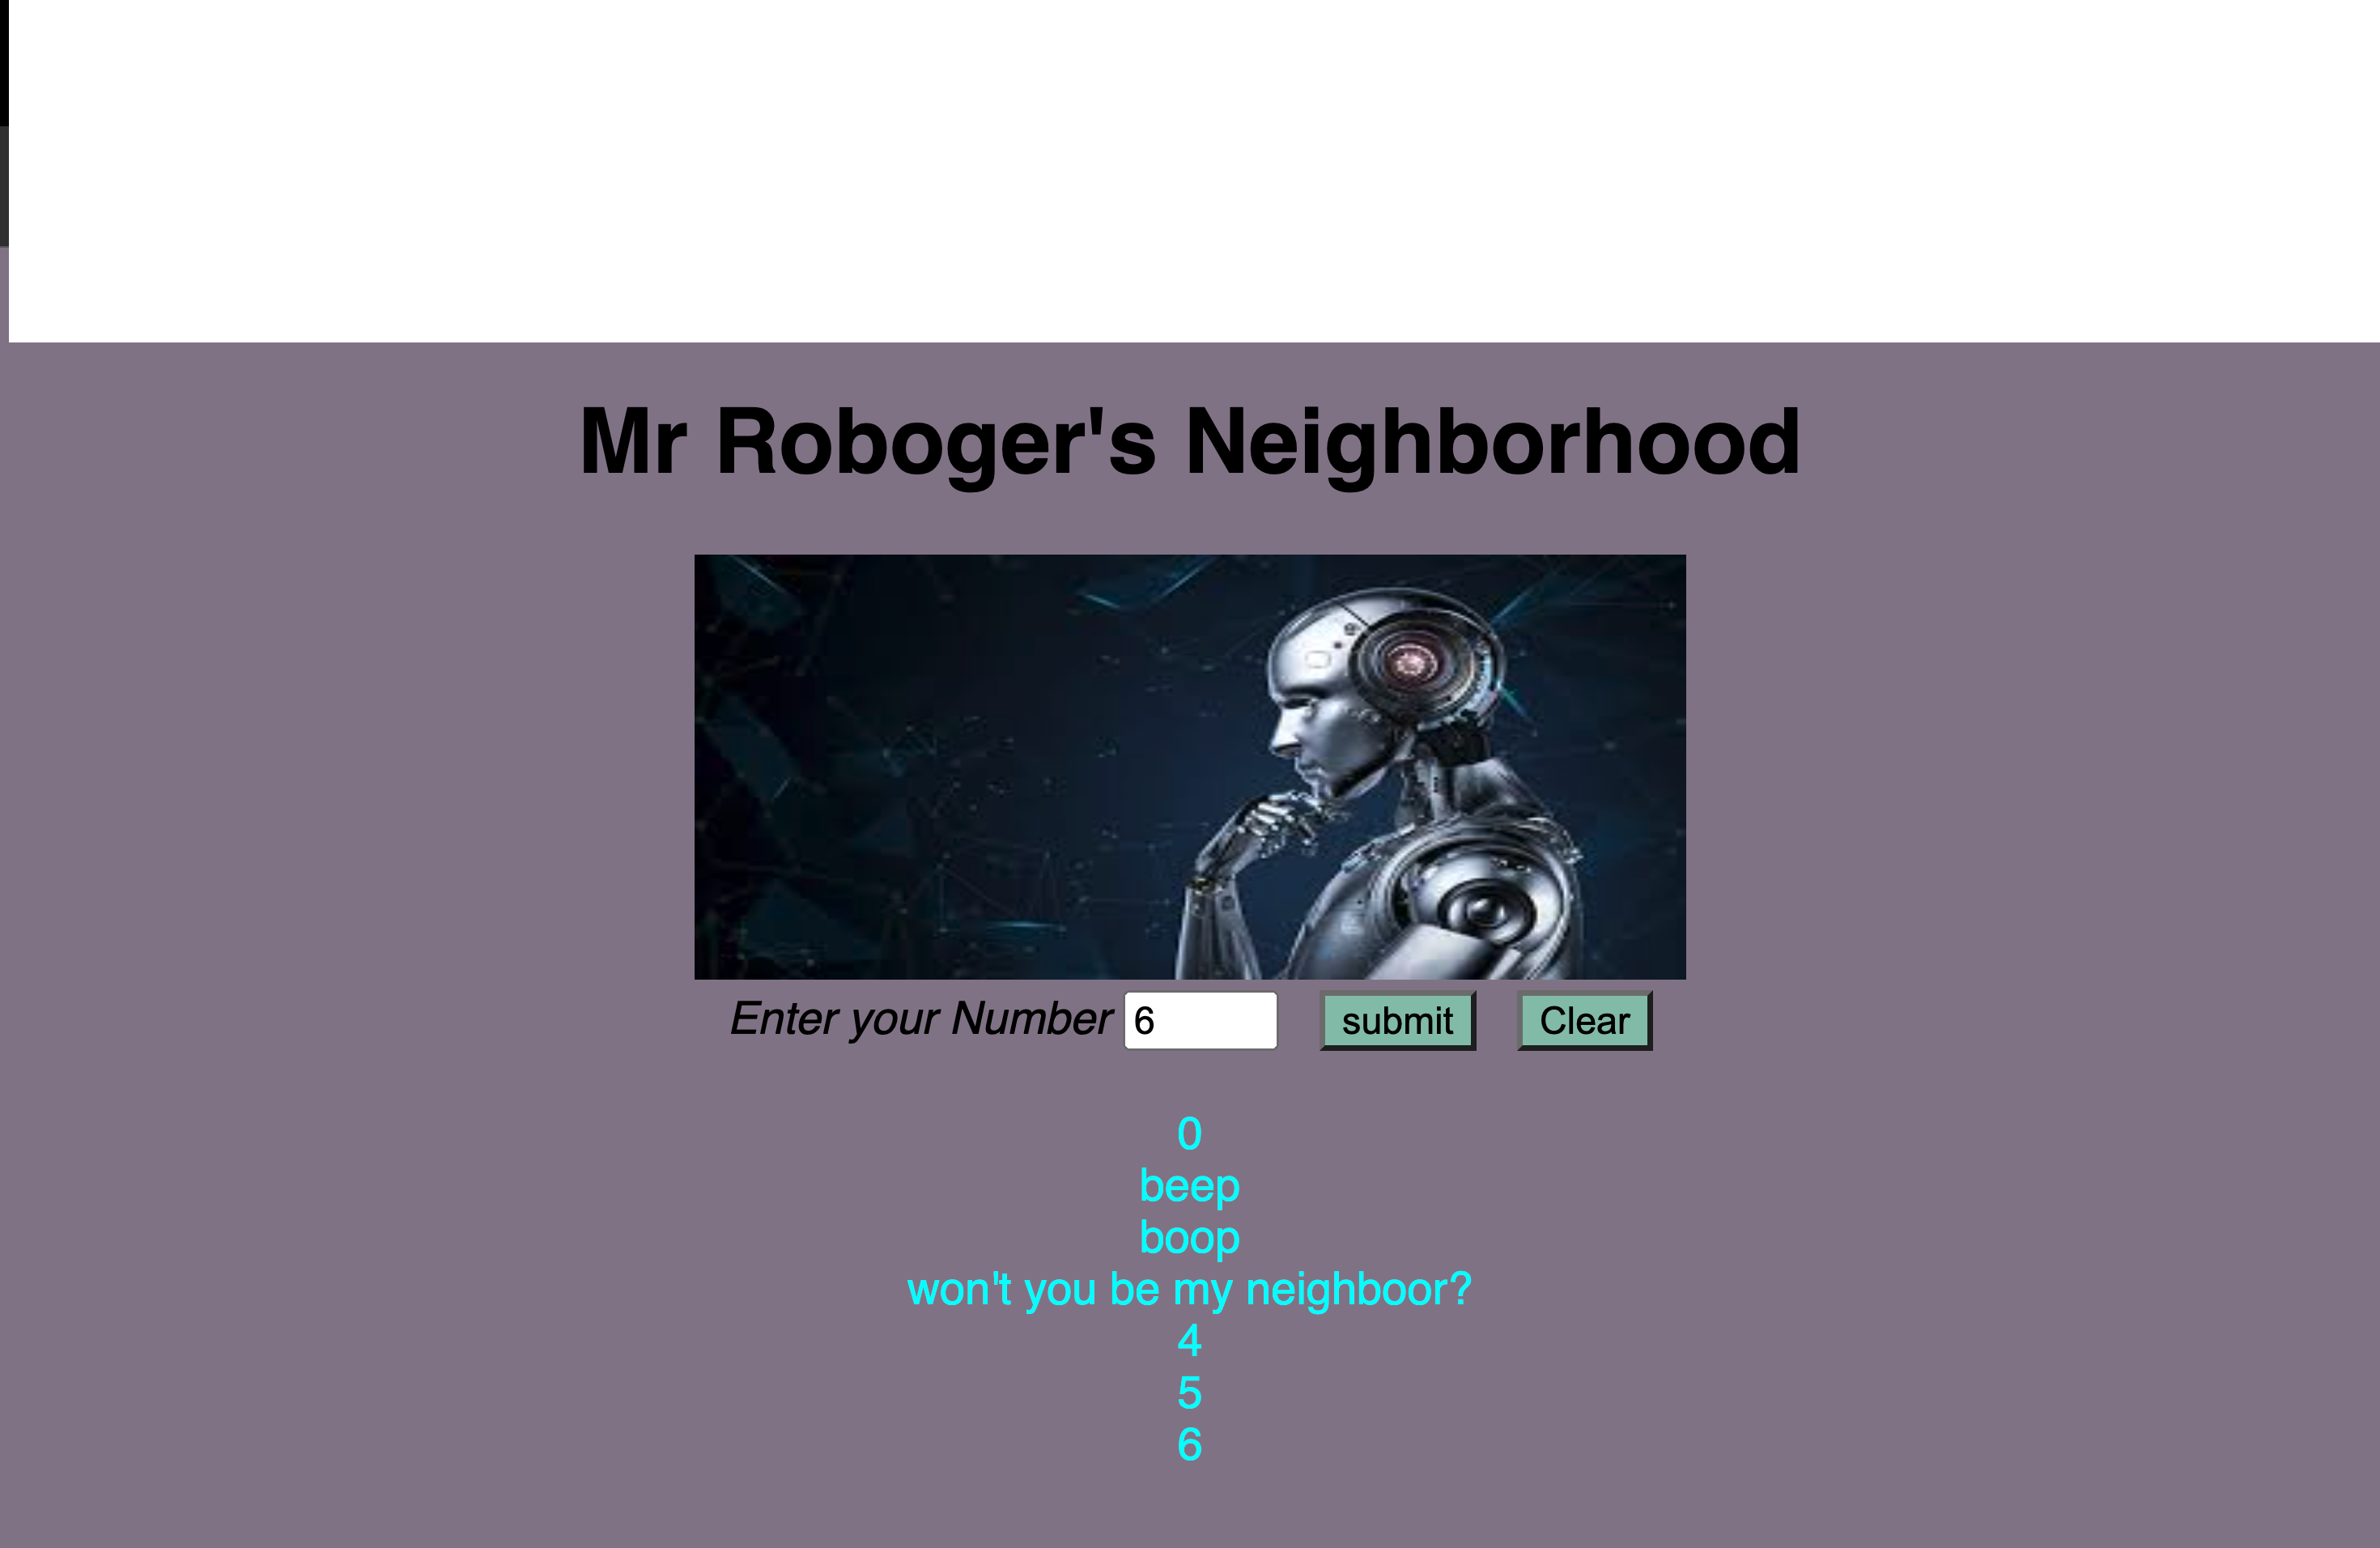 Mr Roboger's Neighborhood
Enter your Number 6 submit Clear
0
beep
boop
won't you be my neighboor?
4
5
6